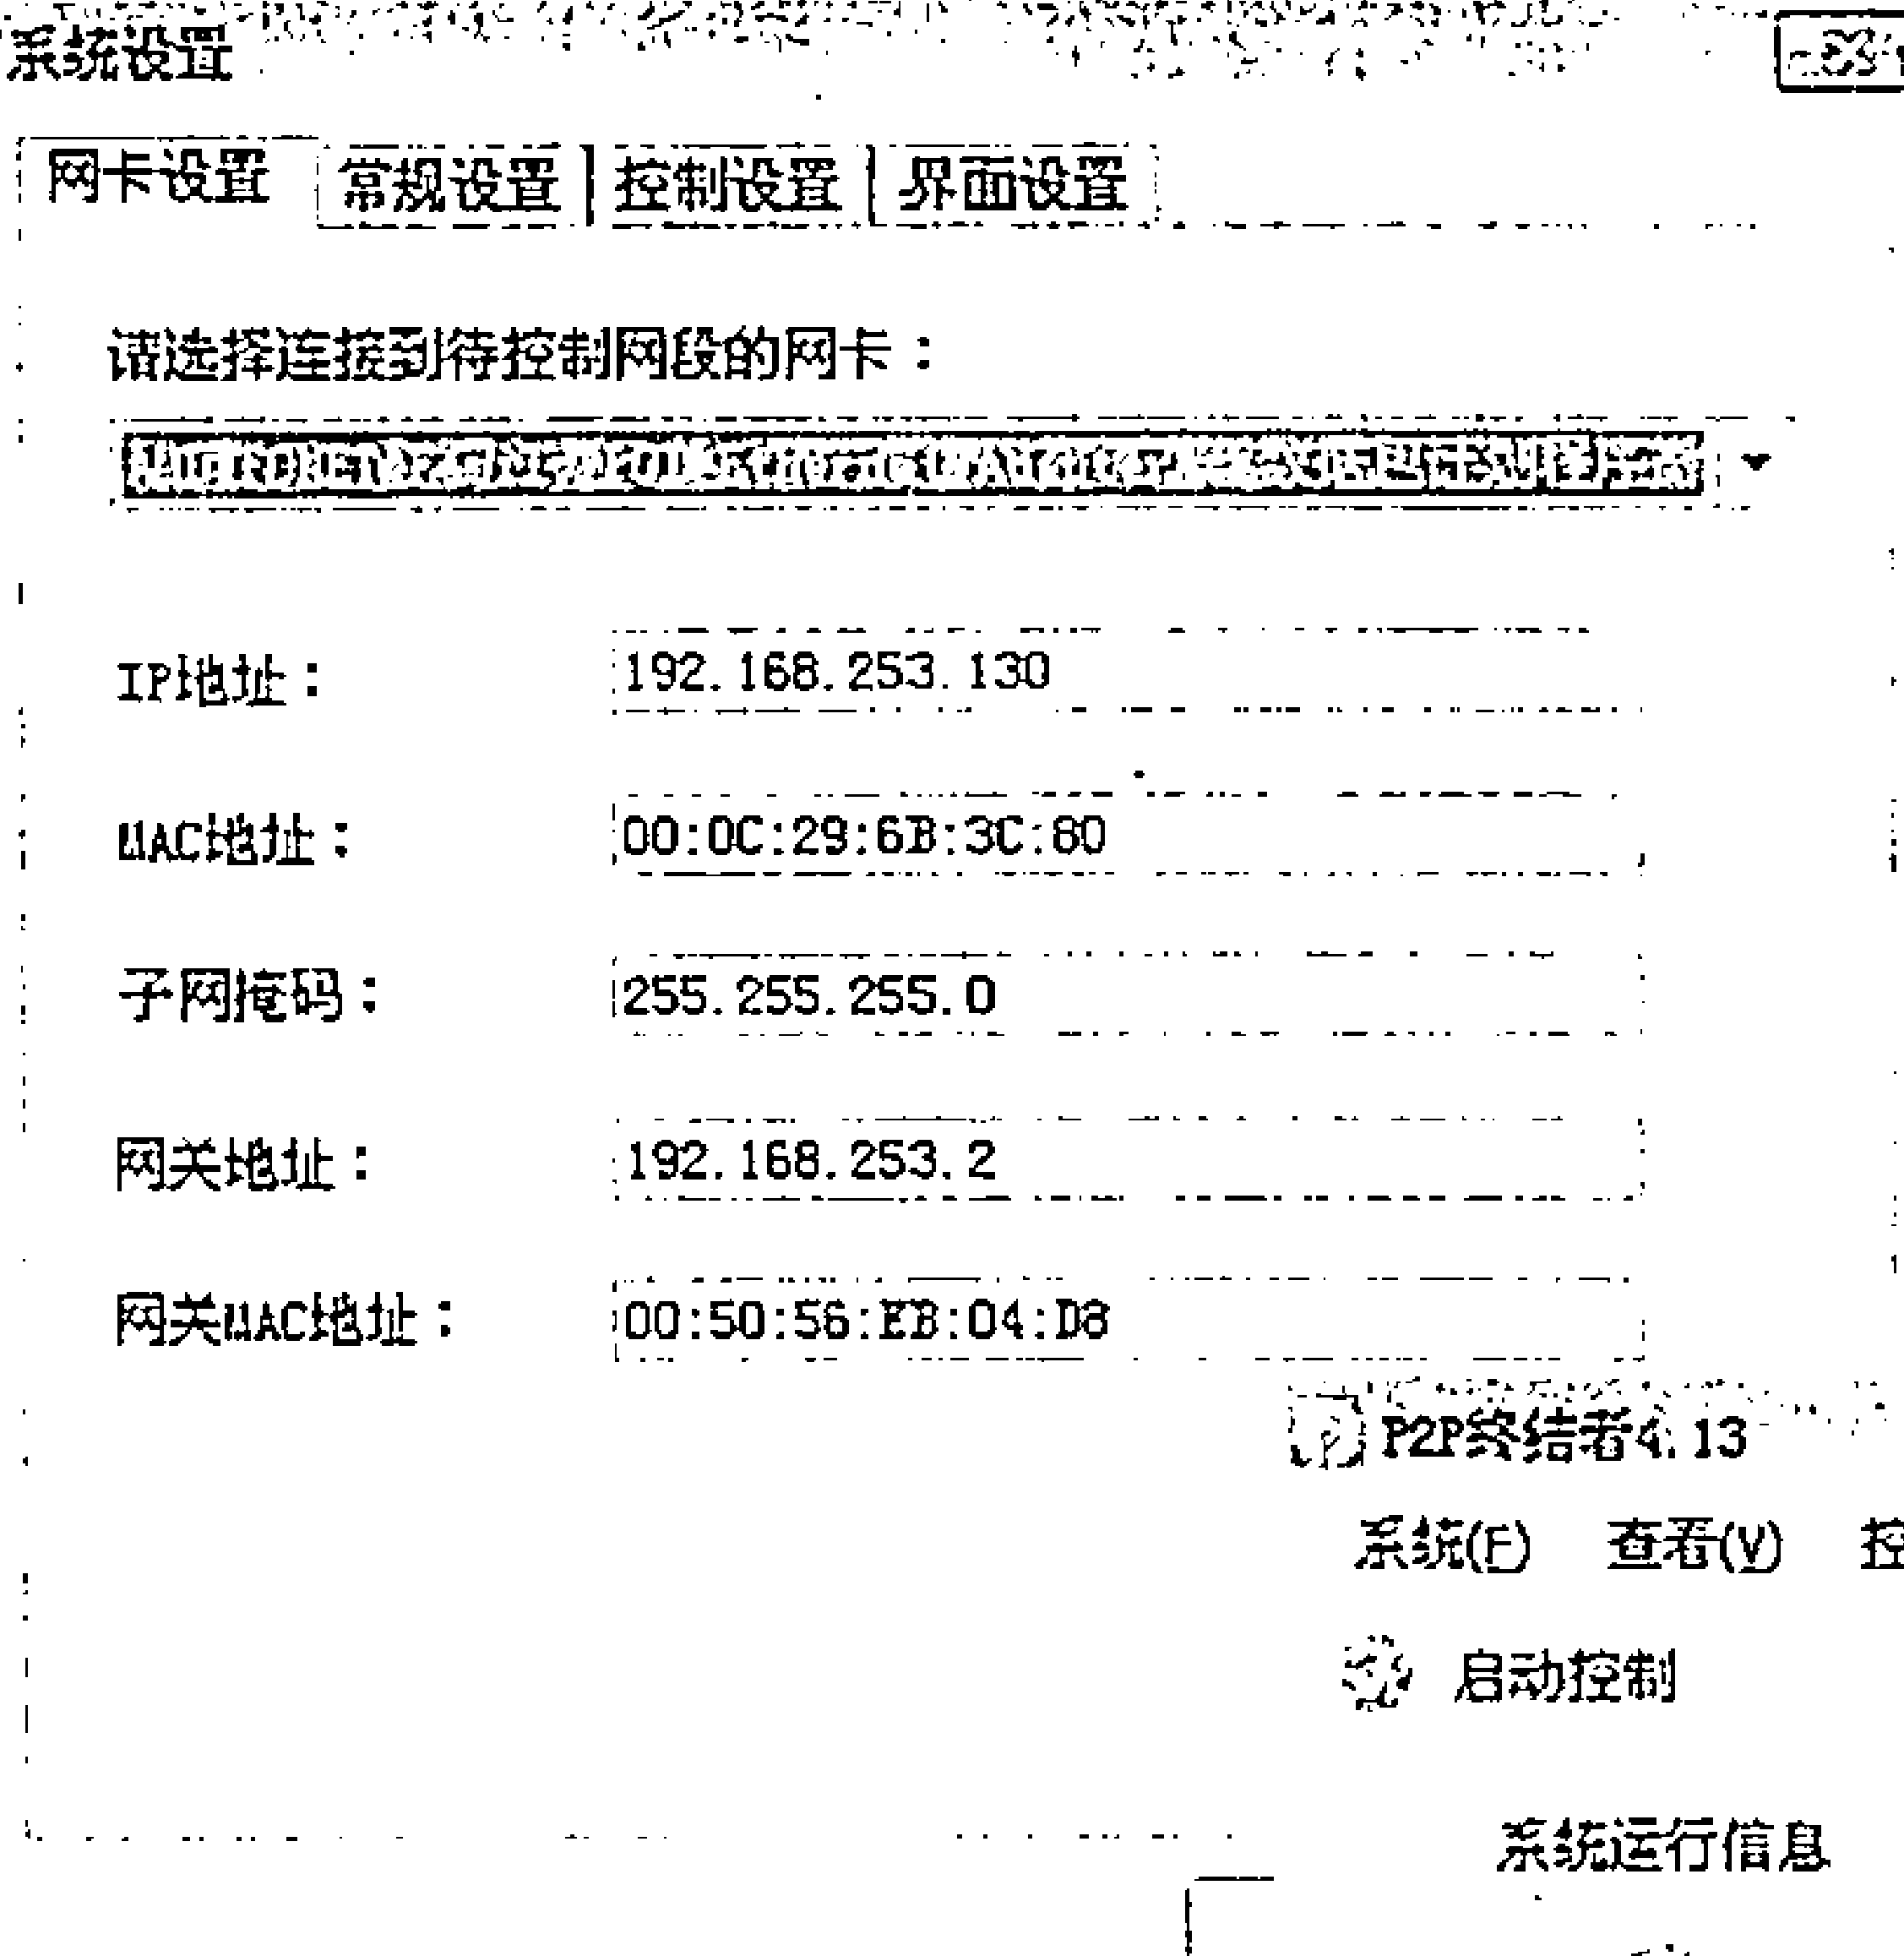 系统设置
网卡设置 常规设置 控制设置 界面设置
请选择连接到待控制网段的网卡：
IP地址： 192.168.253.130
MAC地址： 00:0C:29:6B:3C:80
子网掩码： 255.255.255.0
网关地址： 192.168.253.2
网关MAC地址： 00:50:56:EB:04:D8
P2P终结者4.13
系统(F) 查看(V) 控
启动控制
系统运行信息